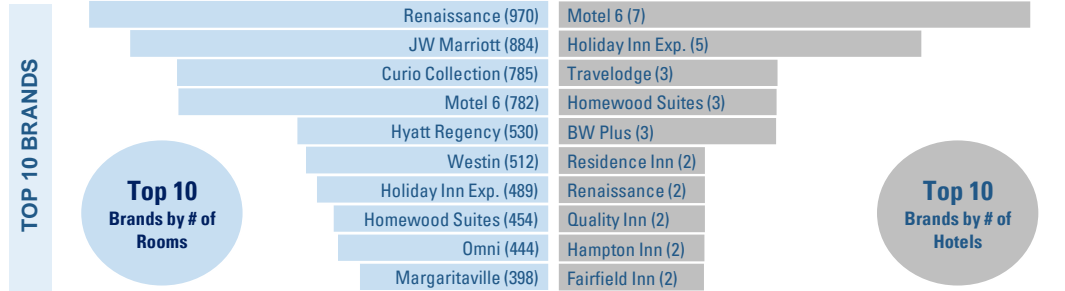 TOP 10 BRANDS
Renaissance (970)
JW Marriott (884)
Curio Collection (785)
Motel 6 (782)
Hyatt Regency (530)
Westin (512)
Holiday Inn Exp. (489)
Homewood Suites (454)
Omni (444)
Margaritaville (398)
Top 10
Brands by # of
Rooms
Motel 6 (7)
Holiday Inn Exp. (5)
Travelodge (3)
Homewood Suites (3)
BW Plus (3)
Residence Inn (2)
Renaissance (2)
Quality Inn (2)
Hampton Inn (2)
Fairfield Inn (2)
Top 10
Brands by # of
Hotels